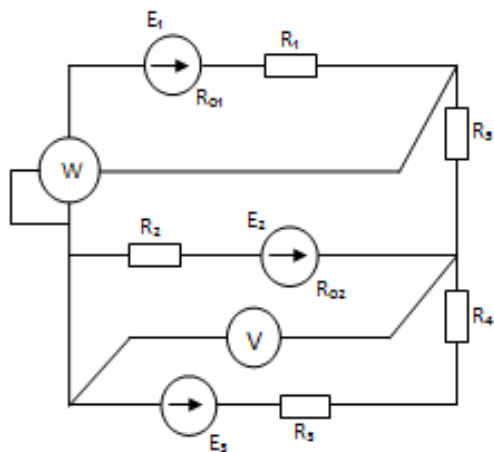 E₁
R₁
R₀₁
R₃
W
R₂
E₂
R₀₂
R₄
V
E₃
R₅